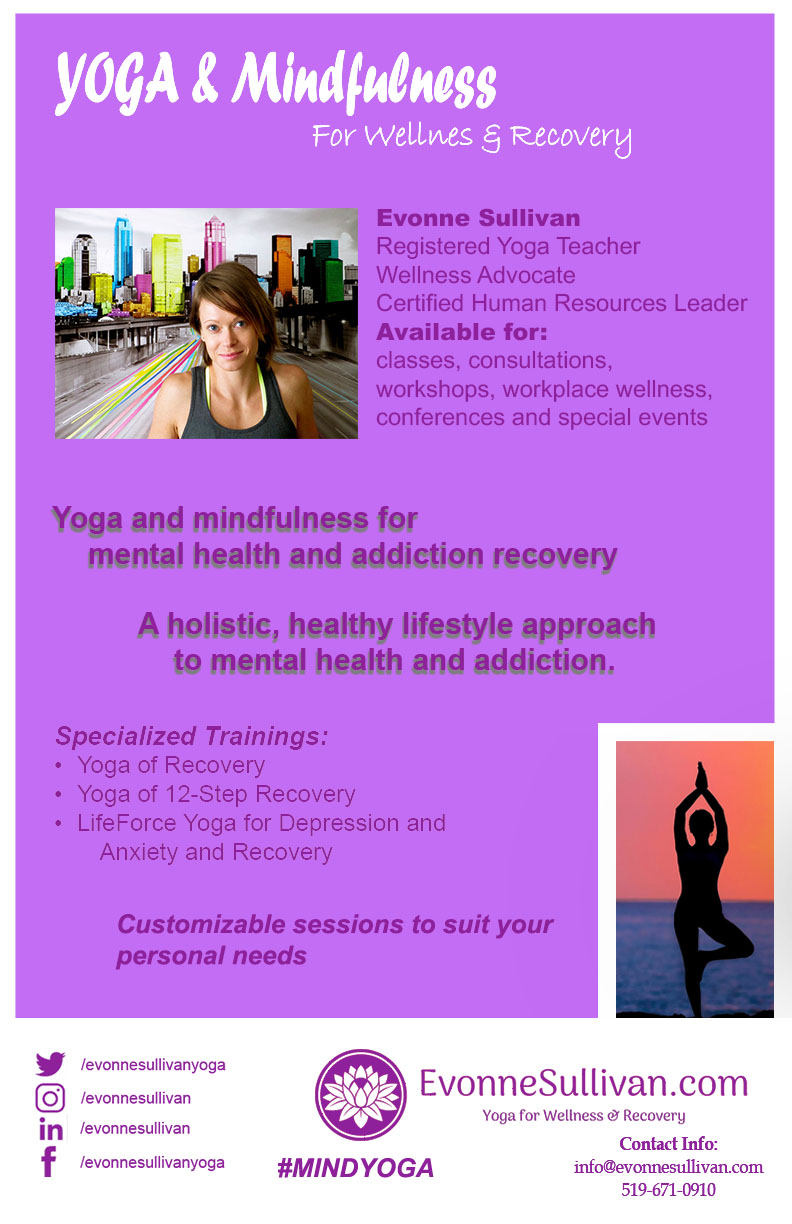 YOGA & Mindfulness
For Wellnes & Recovery
Evonne Sullivan
Registered Yoga Teacher
Wellness Advocate
Certified Human Resources Leader
Available for:
classes, consultations,
workshops, workplace wellness,
conferences and special events
Yoga and mindfulness for
mental health and addiction recovery
A holistic, healthy lifestyle approach
to mental health and addiction.
Specialized Trainings:
• Yoga of Recovery
• Yoga of 12-Step Recovery
• LifeForce Yoga for Depression and
Anxiety and Recovery
Customizable sessions to suit your
personal needs
/evonnesullivanyoga
/evonnesullivan
/evonnesullivan
/evonnesullivanyoga
#MINDYOGA
EvonneSullivan.com
Yoga for Wellness & Recovery
Contact Info:
info@evonnesullivan.com
519-671-0910